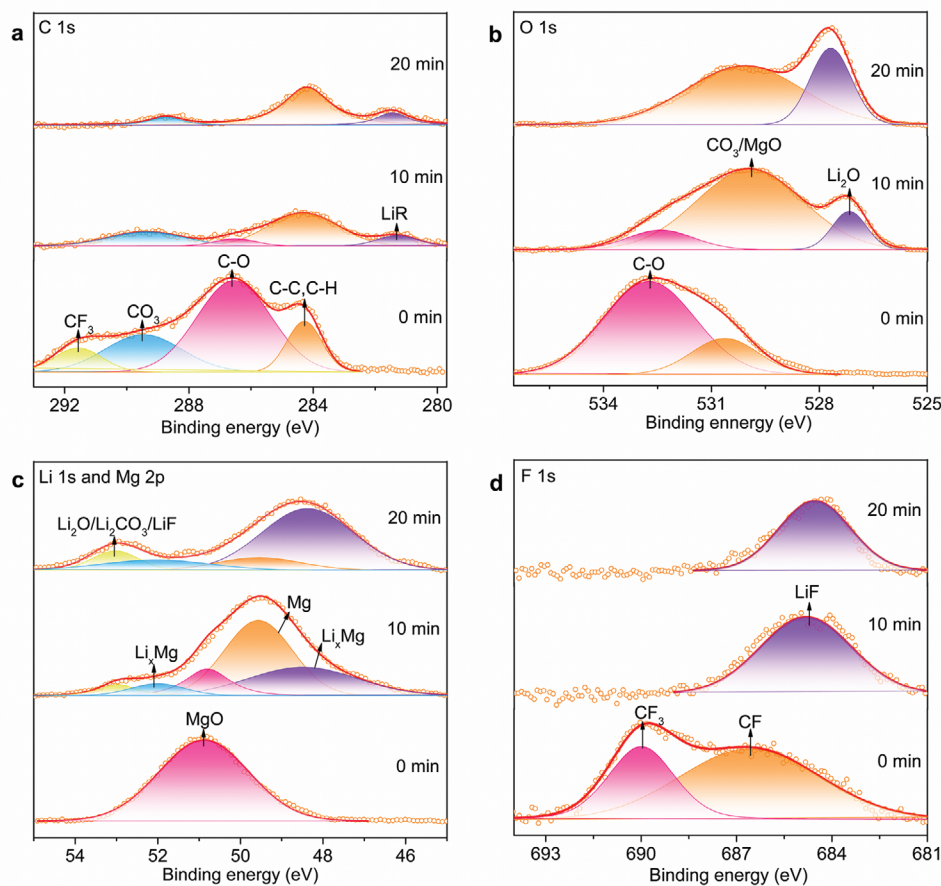 a
C 1s
20 min
10 min
LiR
C-O
C-C,C-H
CO₃
CF₃
0 min
292 288 284 280
Binding energy (eV)
b
O 1s
20 min
CO₃/MgO
Li₂O
10 min
C-O
0 min
534 531 528 525
Binding ennergy (eV)
c
Li 1s and Mg 2p
20 min
Li₂O/Li₂CO₃/LiF
Mg
10 min
LiₓMg
LiₓMg
MgO
0 min
54 52 50 48 46
Binding energy (eV)
d
F 1s
20 min
LiF
10 min
CF₃
CF
0 min
693 690 687 684 681
Binding energy (eV)